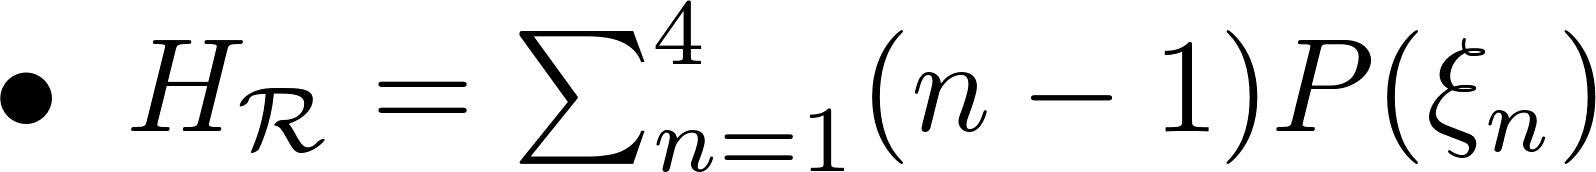 • $H_{\mathcal{R}} = \sum_{n=1}^{4} (n-1) P(\xi_n)$